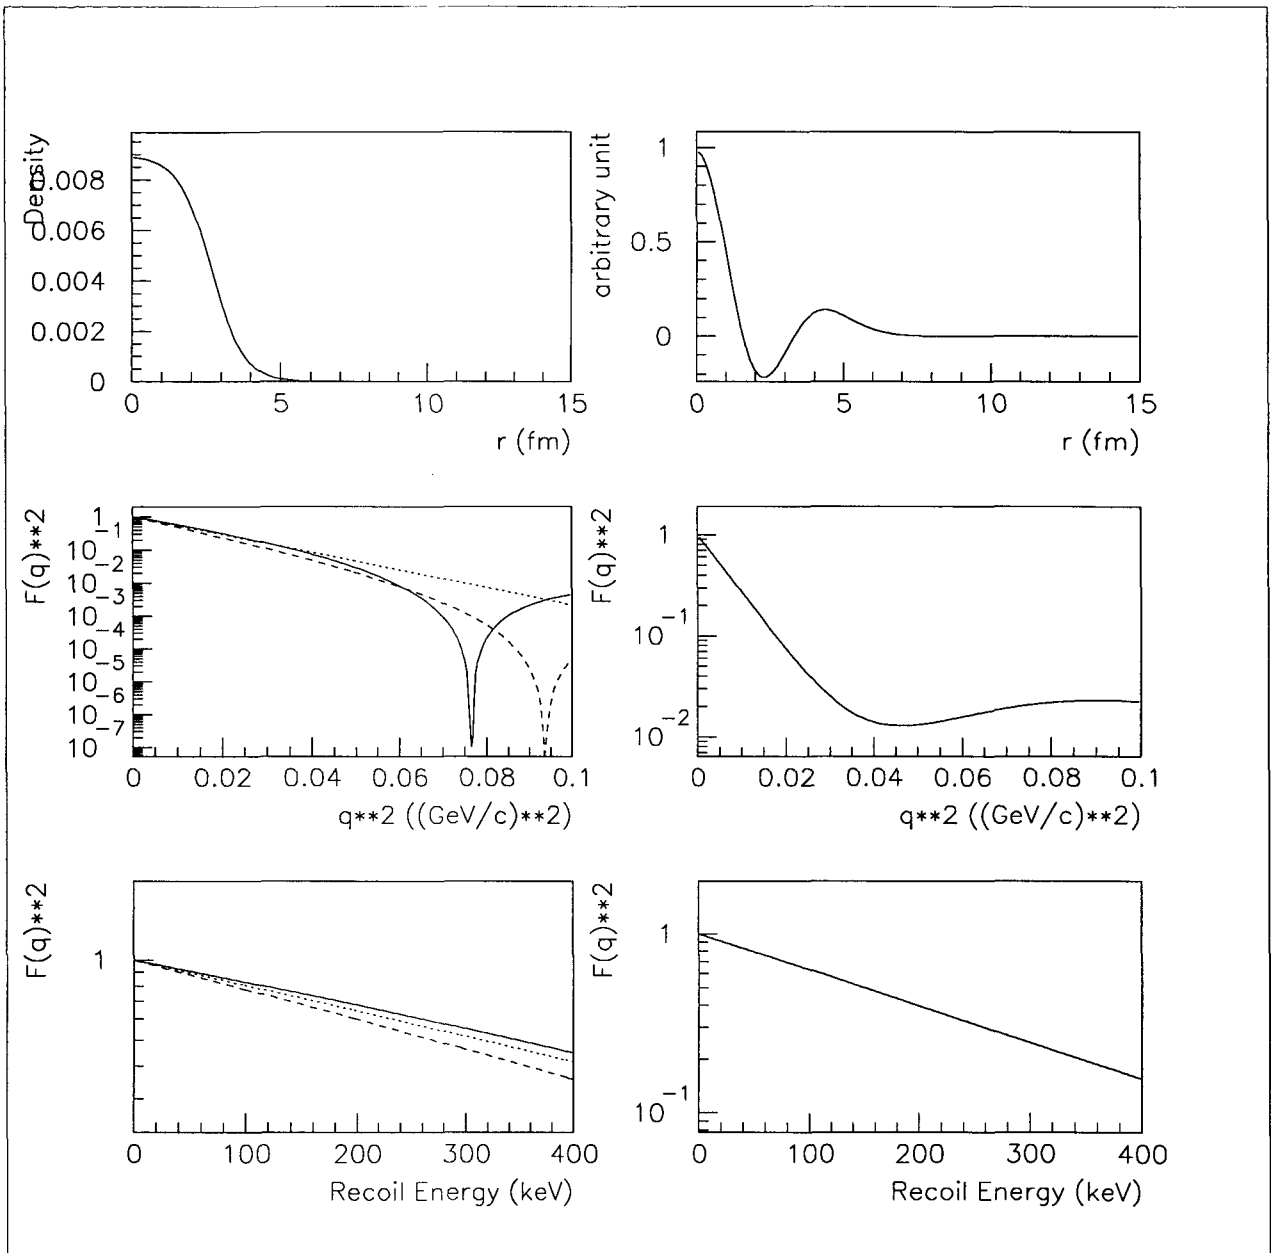 Density
0.008
0.006
0.004
0.002
0
0 5 10 15
r (fm)
arbitrary unit
1
0.5
0
0 5 10 15
r (fm)
F(q)**2
1
10^-1
10^-2
10^-3
10^-4
10^-5
10^-6
10^-7
10
0 0.02 0.04 0.06 0.08 0.1
q**2 ((GeV/c)**2)
F(q)**2
1
10^-1
10^-2
0 0.02 0.04 0.06 0.08 0.1
q**2 ((GeV/c)**2)
F(q)**2
1
0 100 200 300 400
Recoil Energy (keV)
F(q)**2
1
10^-1
0 100 200 300 400
Recoil Energy (keV)